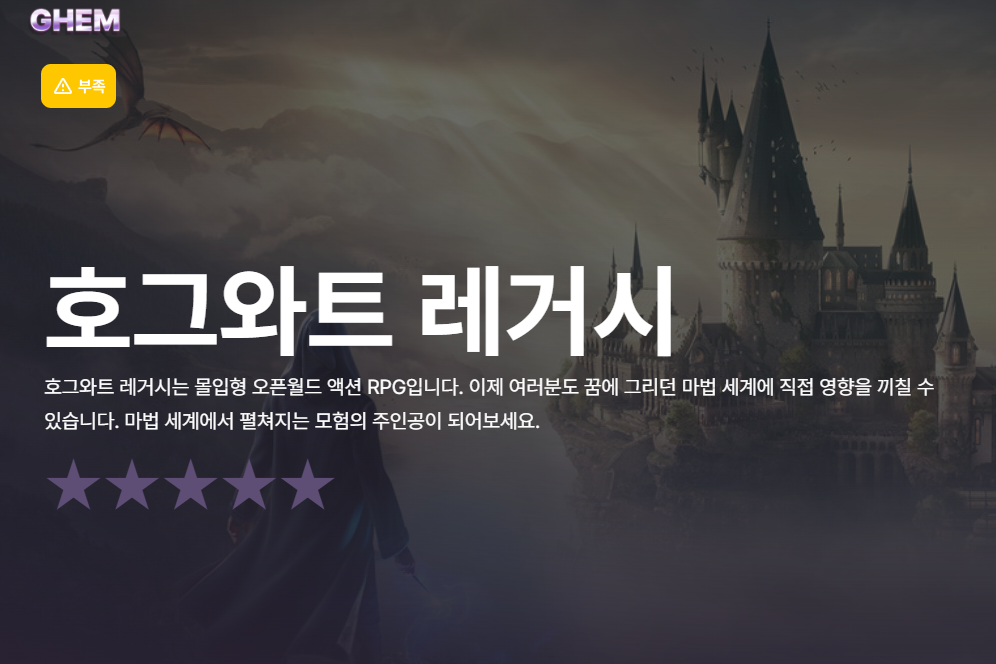 GHEM
부족
호그와트 레거시
호그와트 레거시는 몰입형 오픈월드 액션 RPG입니다. 이제 여러분도 꿈에 그리던 마법 세계에 직접 영향을 끼칠 수
있습니다. 마법 세계에서 펼쳐지는 모험의 주인공이 되어보세요.